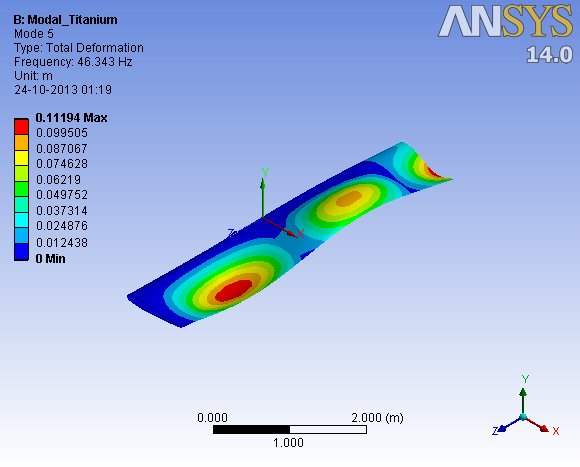 B: Modal_Titanium
Mode 5
Type: Total Deformation
Frequency: 46.343 Hz
Unit: m
24-10-2013 01:19
ANSYS
14.0
0.11194 Max
0.099505
0.087067
0.074628
0.06219
0.049752
0.037314
0.024876
0.012438
0 Min
Y
Z
X
0.000
2.000 (m)
1.000
Y
Z
X